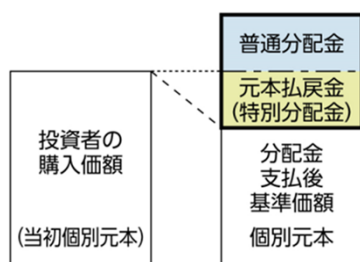 普通分配金
元本払戻金
(特別分配金)
投資者の
購入価額
(当初個別元本)
分配金
支払後
基準価額
個別元本